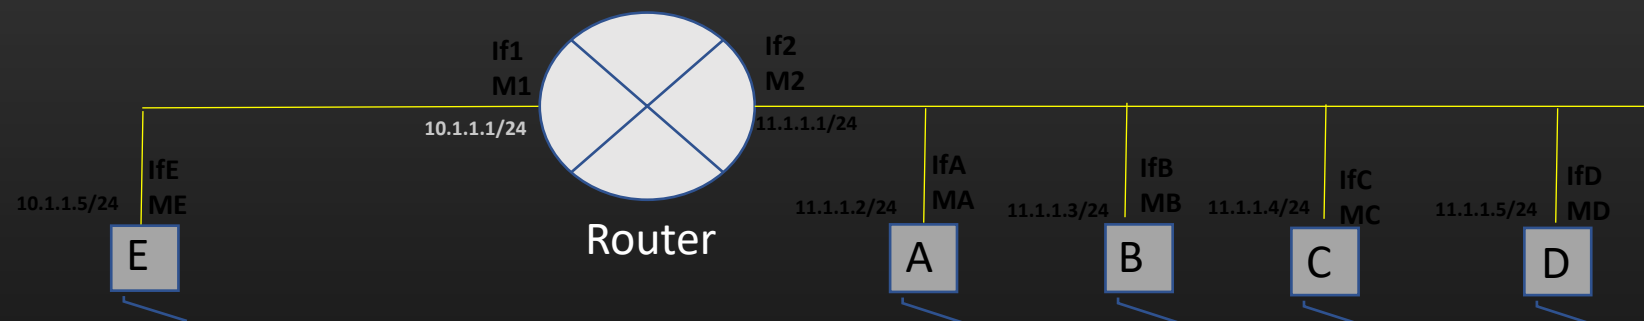 If1
M1
10.1.1.1/24
If2
M2
11.1.1.1/24
Router
IfE
ME
10.1.1.5/24
E
IfA
MA
11.1.1.2/24
A
IfB
MB
11.1.1.3/24
B
IfC
MC
11.1.1.4/24
C
IfD
MD
11.1.1.5/24
D